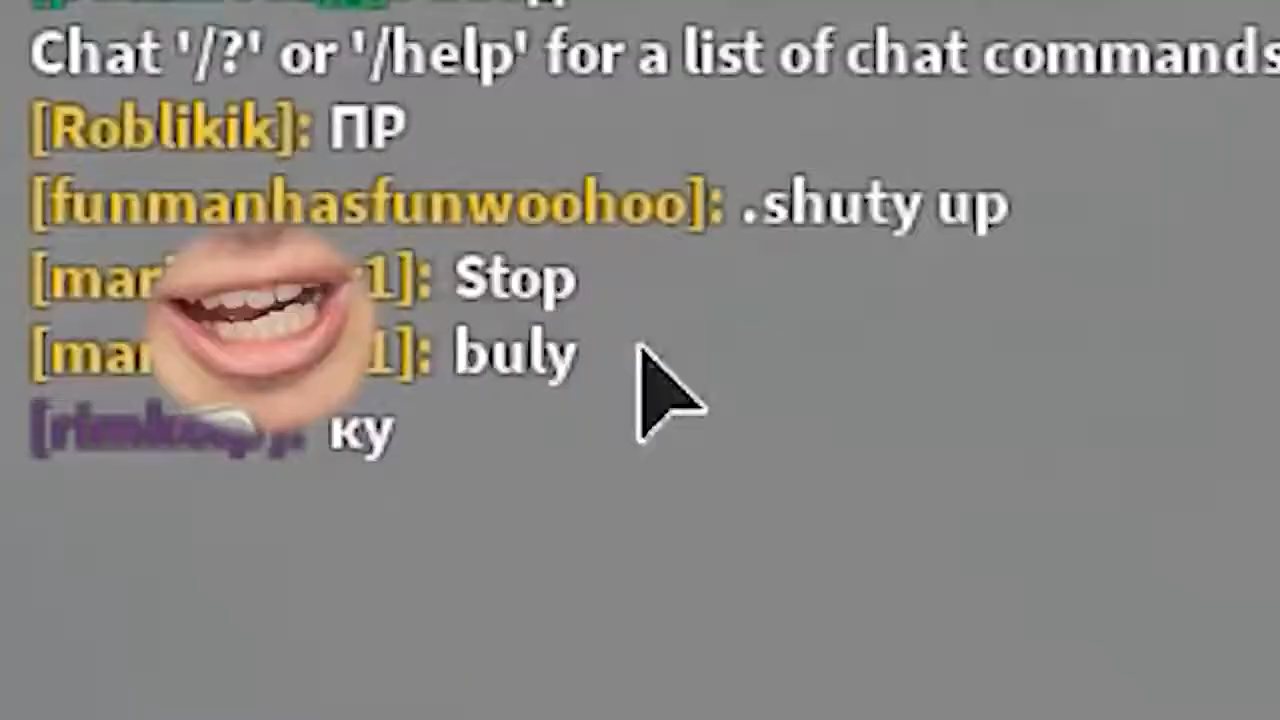 Chat '/?' or '/help' for a list of chat commands
[Roblikik]: ПР
[funmanhasfunwoohoo]: .shuty up
Stop
buly
ку